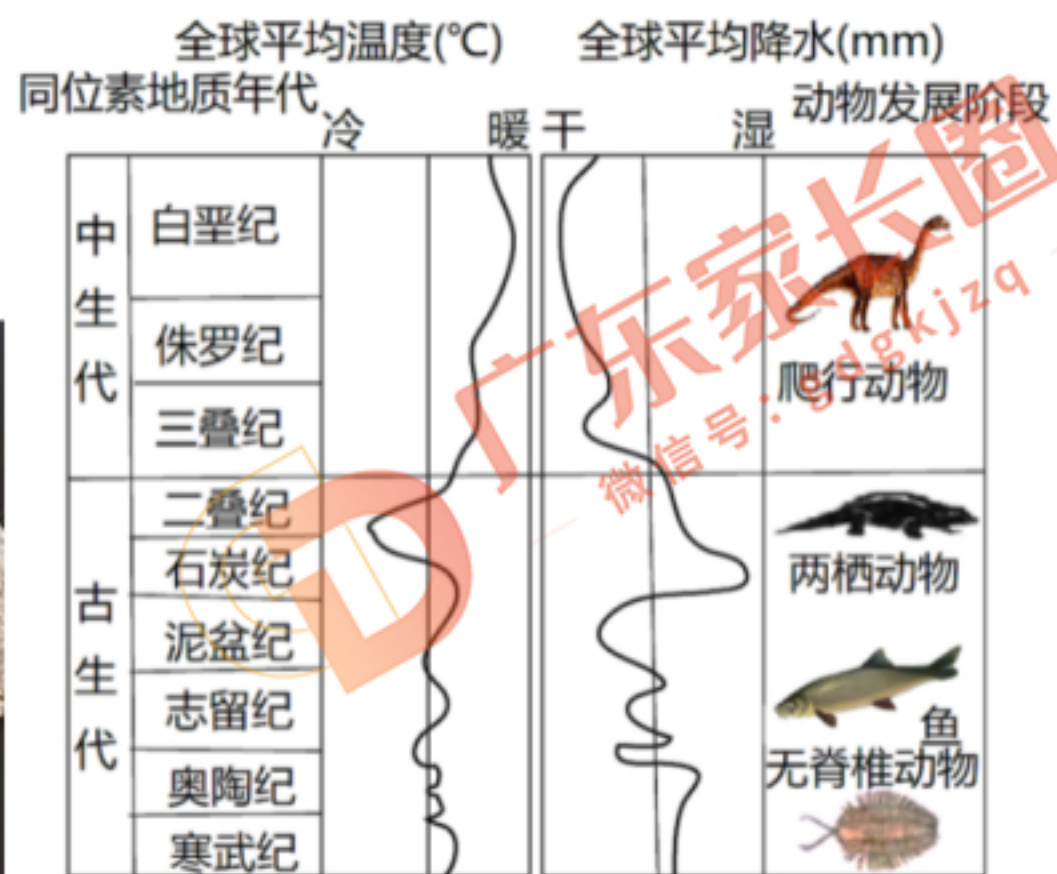 全球平均温度(℃) 全球平均降水(mm)
同位素地质年代 冷 暖 干 湿 动物发展阶段
中生代
白垩纪
侏罗纪
三叠纪
爬行动物
古生代
二叠纪
石炭纪
泥盆纪
志留纪
奥陶纪
寒武纪
两栖动物
鱼
无脊椎动物
广东家长圈
微信号：gdgkjzq